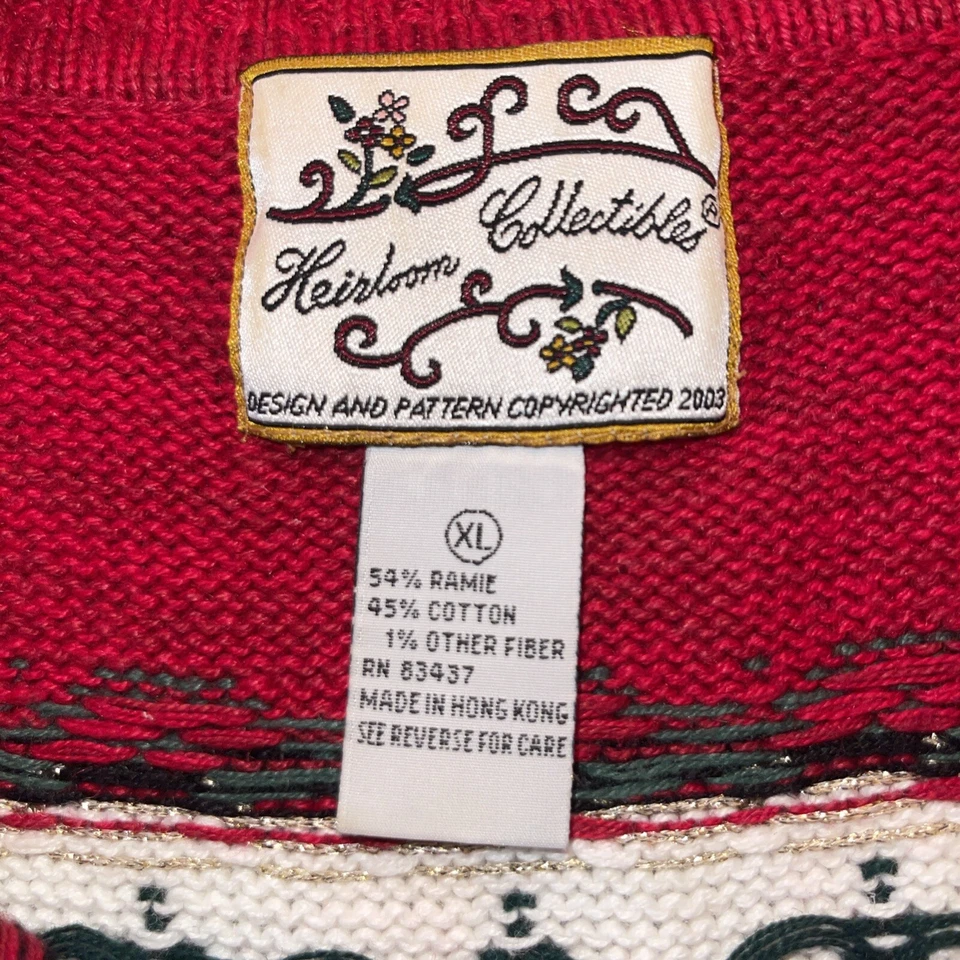 Heirloom Collectibles®
DESIGN AND PATTERN COPYRIGHTED 2003
XL
54% RAMIE
45% COTTON
1% OTHER FIBER
RN 83437
MADE IN HONG KONG
SEE REVERSE FOR CARE